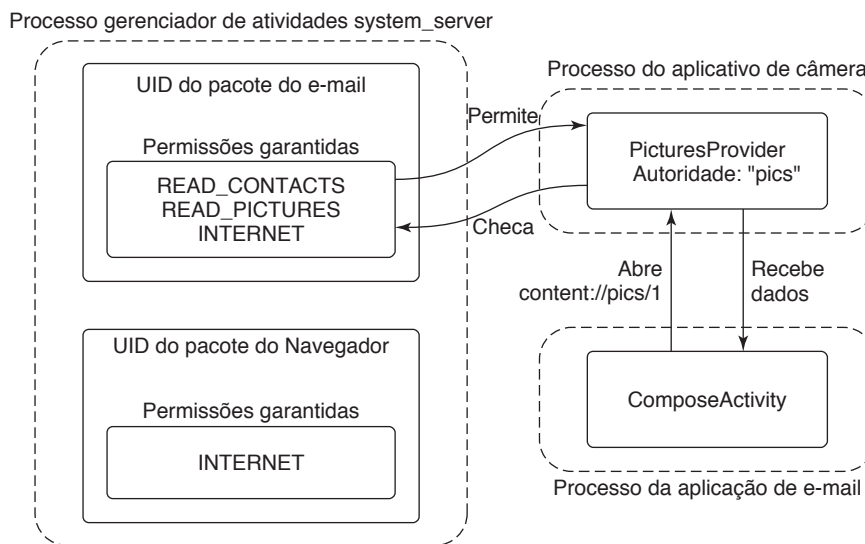 Processo gerenciador de atividades system_server
UID do pacote do e-mail
Permissões garantidas
READ_CONTACTS
READ_PICTURES
INTERNET
UID do pacote do Navegador
Permissões garantidas
INTERNET
Permite
Checa
Processo do aplicativo de câmera
PicturesProvider
Autoridade: "pics"
Abre
content://pics/1
Recebe
dados
ComposeActivity
Processo da aplicação de e-mail